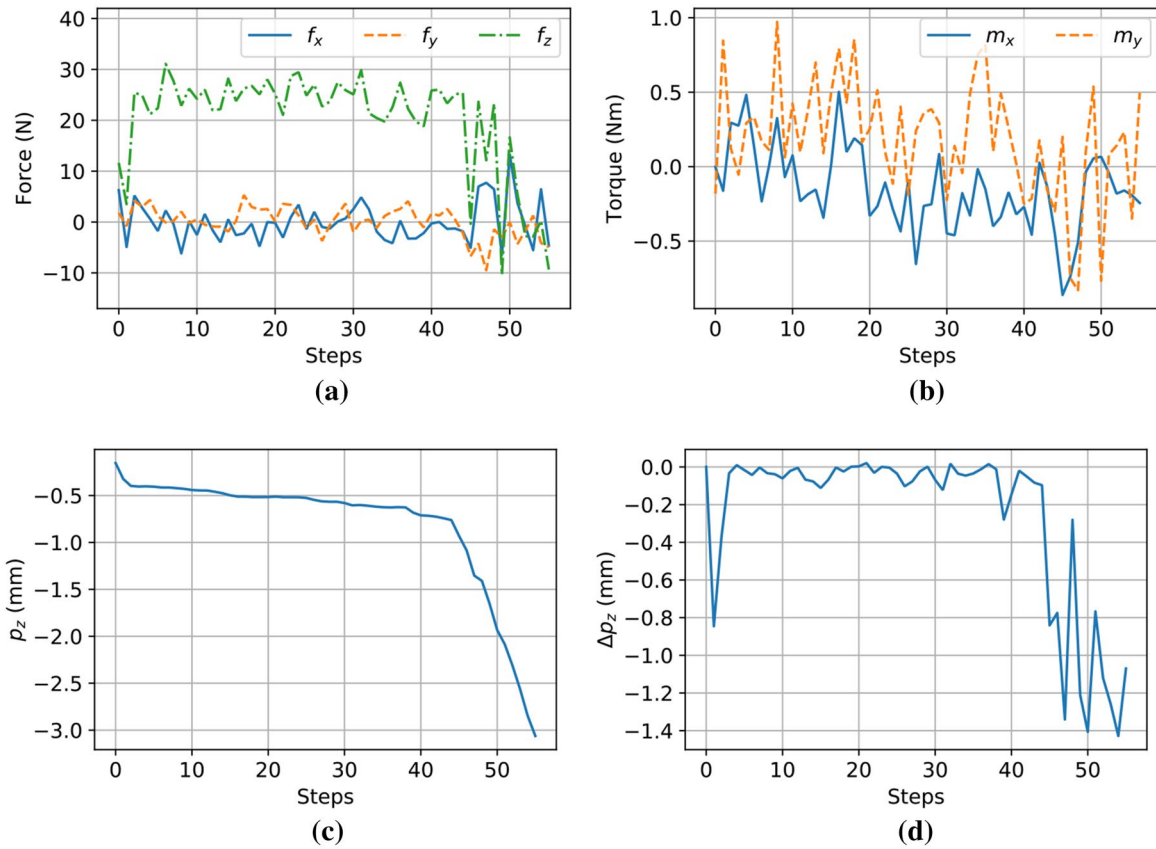 40
30
20
10
0
−10
Force (N)
f_x f_y f_z
0 10 20 30 40 50
Steps
(a)
1.0
0.5
0.0
−0.5
Torque (Nm)
m_x m_y
0 10 20 30 40 50
Steps
(b)
−0.5
−1.0
−1.5
−2.0
−2.5
−3.0
p_z (mm)
0 10 20 30 40 50
Steps
(c)
0.0
−0.2
−0.4
−0.6
−0.8
−1.0
−1.2
−1.4
Δp_z (mm)
0 10 20 30 40 50
Steps
(d)